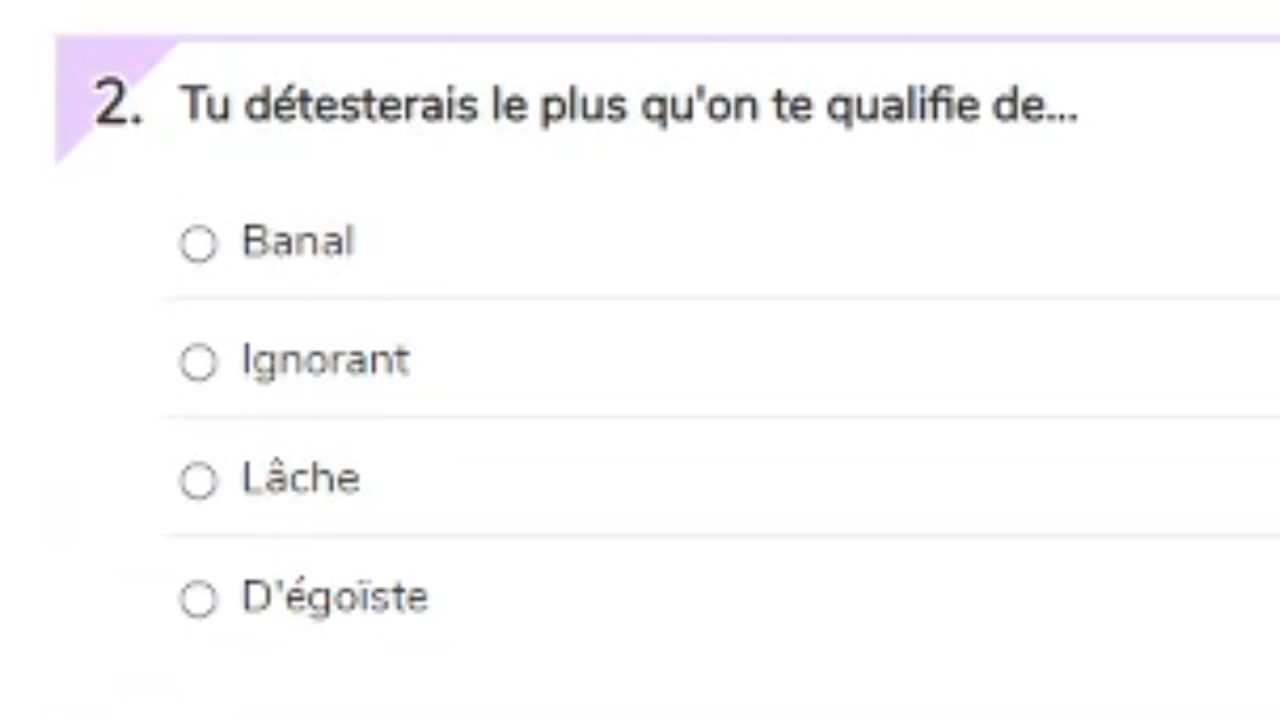 2. Tu détesterais le plus qu'on te qualifie de...
Banal
Ignorant
Lâche
D'égoïste